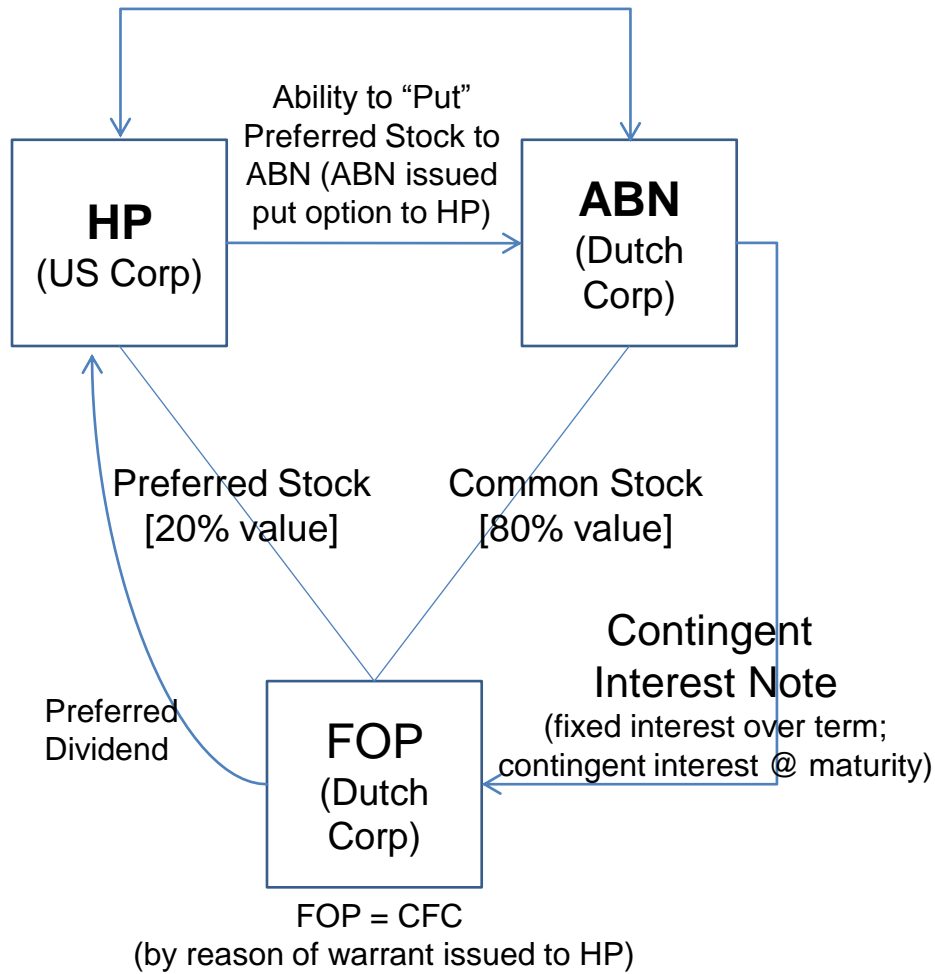 Ability to “Put”
Preferred Stock to
ABN (ABN issued
put option to HP)
HP
(US Corp)
ABN
(Dutch
Corp)
Preferred Stock
[20% value]
Common Stock
[80% value]
Contingent
Interest Note
(fixed interest over term;
contingent interest @ maturity)
Preferred
Dividend
FOP
(Dutch
Corp)
FOP = CFC
(by reason of warrant issued to HP)